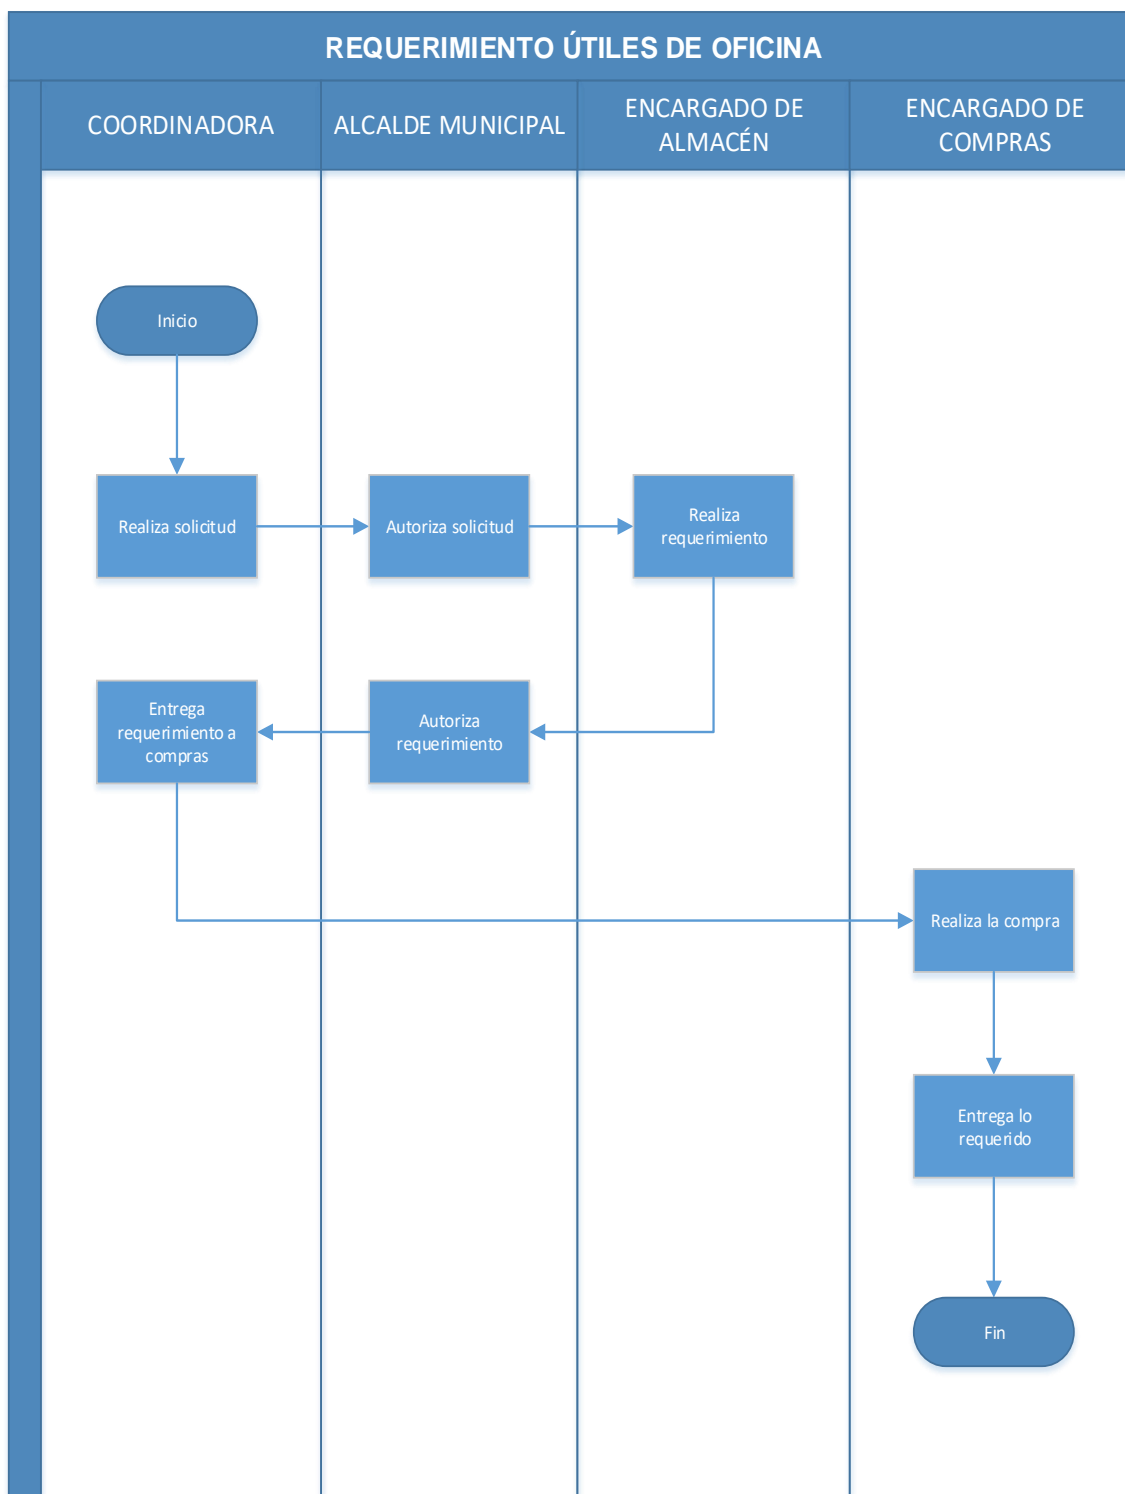 REQUERIMIENTO ÚTILES DE OFICINA
COORDINADORA
ALCALDE MUNICIPAL
ENCARGADO DE
ALMACÉN
ENCARGADO DE
COMPRAS
Inicio
Realiza solicitud
Autoriza solicitud
Realiza
requerimiento
Entrega
requerimiento a
compras
Autoriza
requerimiento
Realiza la compra
Entrega lo
requerido
Fin